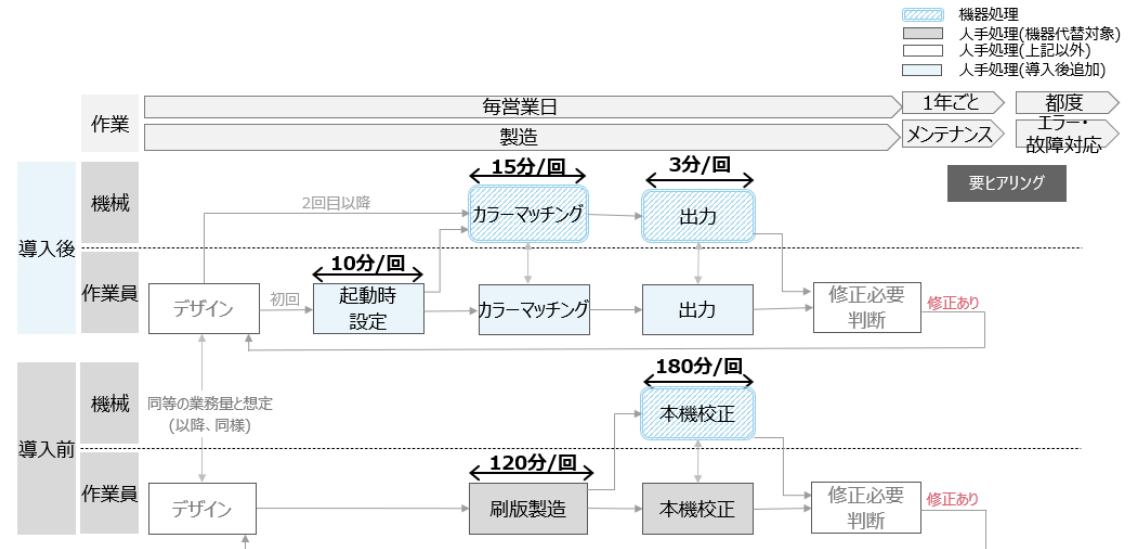 機器処理
人手処理(機器代替対象)
人手処理(上記以外)
人手処理(導入後追加)
作業
毎営業日
1年ごと
都度
製造
メンテナンス
エラー・
故障対応
要ヒアリング
導入後
機械
2回目以降
15分/回
カラーマッチング
3分/回
出力
作業員
デザイン
初回
10分/回
起動時
設定
カラーマッチング
出力
修正必要
判断
修正あり
同等の業務量と想定
(以降、同様)
導入前
機械
180分/回
本機校正
作業員
デザイン
120分/回
刷版製造
本機校正
修正必要
判断
修正あり